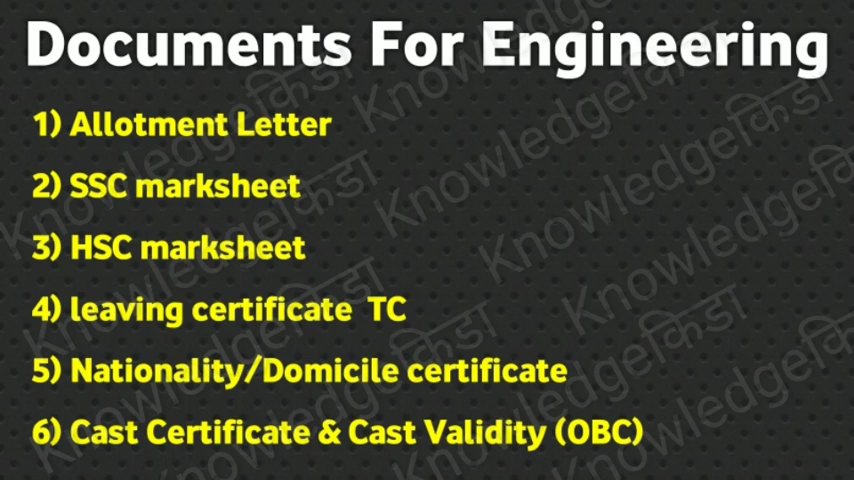 Documents For Engineering
1) Allotment Letter
2) SSC marksheet
3) HSC marksheet
4) leaving certificate TC
5) Nationality/Domicile certificate
6) Cast Certificate & Cast Validity (OBC)
Knowledgeकिडा